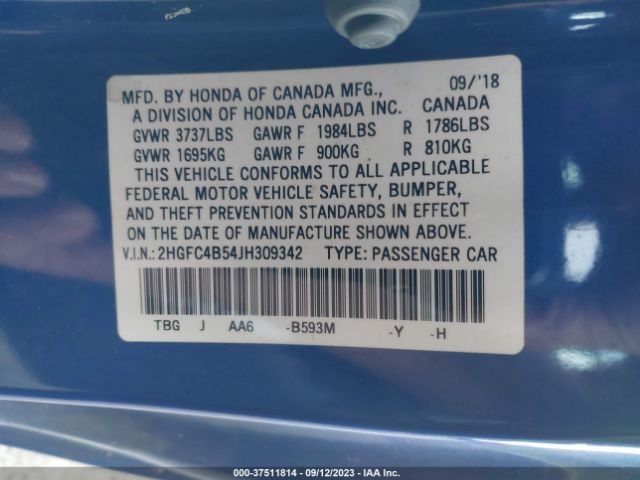 MFD. BY HONDA OF CANADA MFG., 09/'18
A DIVISION OF HONDA CANADA INC. CANADA
GVWR 3737LBS GAWR F 1984LBS R 1786LBS
GVWR 1695KG GAWR F 900KG R 810KG
THIS VEHICLE CONFORMS TO ALL APPLICABLE
FEDERAL MOTOR VEHICLE SAFETY, BUMPER,
AND THEFT PREVENTION STANDARDS IN EFFECT
ON THE DATE OF MANUFACTURE SHOWN ABOVE.
V.I.N.: 2HGFC4B54JH309342 TYPE: PASSENGER CAR
TBG J AA6 -B593M -Y -H
000-37511814 - 09/12/2023 - IAA Inc.